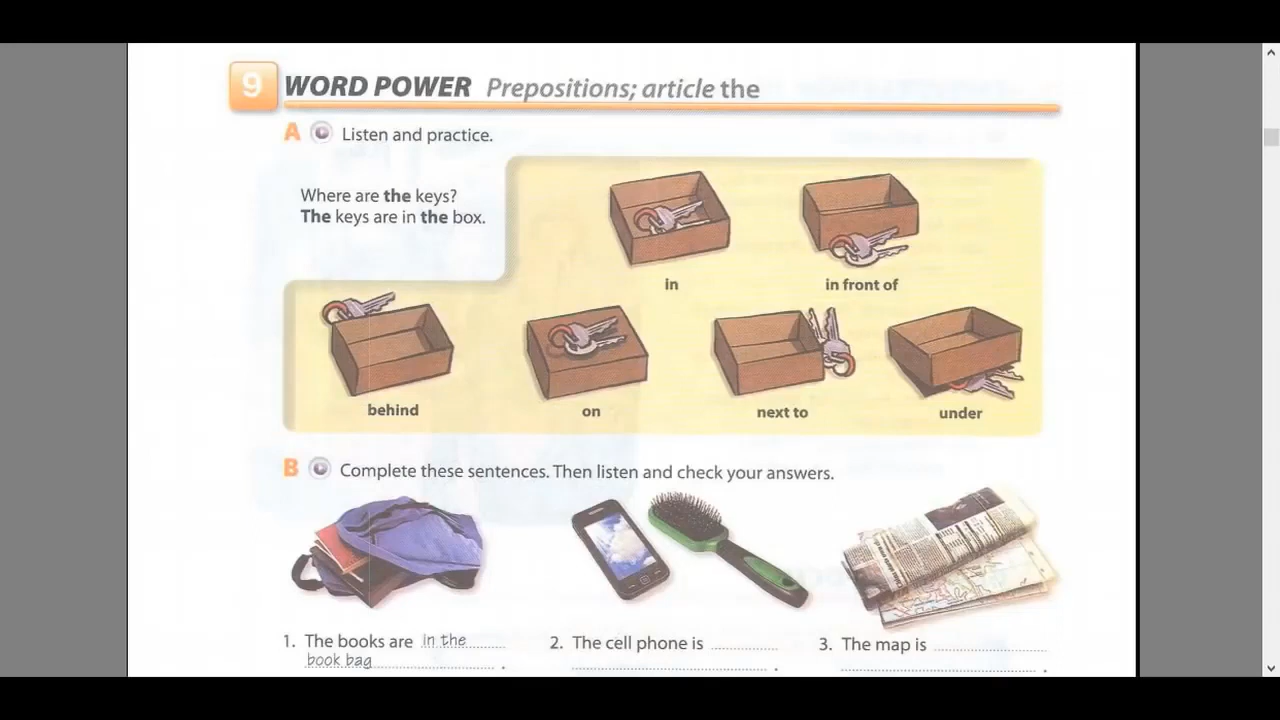 9 WORD POWER Prepositions; article the
A Listen and practice.
Where are the keys?
The keys are in the box.
in
in front of
behind
on
next to
under
B Complete these sentences. Then listen and check your answers.
1. The books are in the
book bag .
2. The cell phone is
.
3. The map is
.